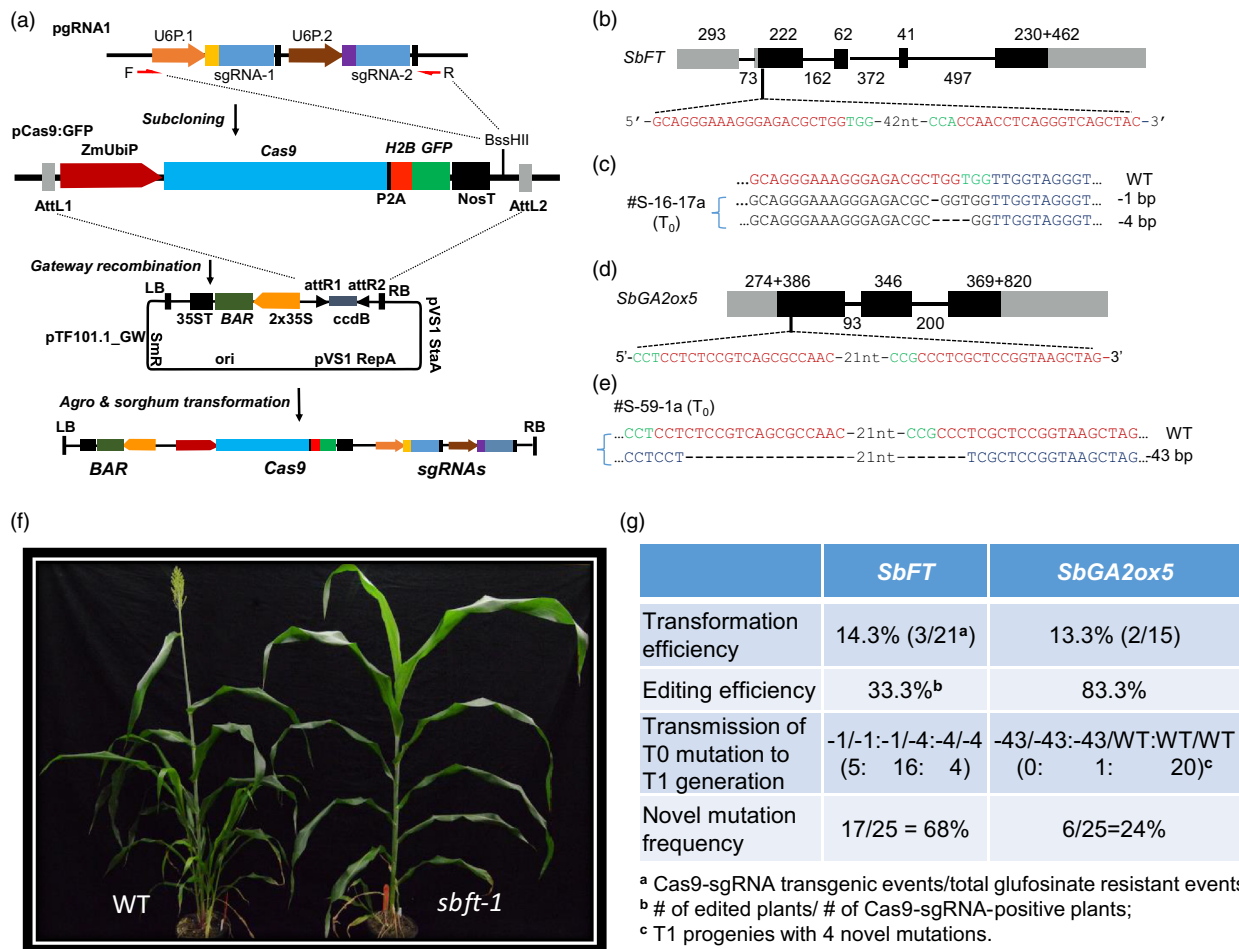 (a)
pgRNA1
U6P.1
U6P.2
sgRNA-1
sgRNA-2
F
R
Subcloning
BssHII
pCas9:GFP
ZmUbiP
Cas9
H2B GFP
P2A
NosT
AttL1
AttL2
Gateway recombination
LB
attR1 attR2
RB
35ST
BAR
2x35S
ccdB
pTF101.1_GW
SmR
ori
pVS1 RepA
pVS1 StaA
Agro & sorghum transformation
LB
RB
BAR
Cas9
sgRNAs
(b)
293
222
62
41
230+462
SbFT
73
162
372
497
5’-GCAGGGAAAGGGAGACGCTGGTGG-42nt-CCACCAACCTCAGGGTCAGCTAC-3’
(c)
…GCAGGGAAAGGGAGACGCTGGTGGTTGGTAGGGT… WT
#S-16-17a
(T0)
…GCAGGGAAAGGGAGACGC-GGTGGTTGGTAGGGT… -1 bp
…GCAGGGAAAGGGAGACGC----GGTTGGTAGGGT… -4 bp
(d)
274+386
346
369+820
SbGA2ox5
93
200
5’-CCTCCTCTCCGTCAGCGCCAAC-21nt-CCGCCCTCGCTCCGGTAAGCTAG-3’
(e)
#S-59-1a (T0)
…CCTCCTCTCCGTCAGCGCCAAC-21nt-CCGCCCTCGCTCCGGTAAGCTAG… WT
…CCTCCT-----------------21nt-------TCGCTCCGGTAAGCTAG… -43 bp
(f)
WT
sbft-1
(g)
SbFT SbGA2ox5
Transformation efficiency 14.3% (3/21a) 13.3% (2/15)
Editing efficiency 33.3%b 83.3%
Transmission of T0 mutation to T1 generation -1/-1:-1/-4:-4/-4 (5: 16: 4) -43/-43:-43/WT:WT/WT (0: 1: 20)c
Novel mutation frequency 17/25 = 68% 6/25=24%
a Cas9-sgRNA transgenic events/total glufosinate resistant events
b # of edited plants/ # of Cas9-sgRNA-positive plants;
c T1 progenies with 4 novel mutations.